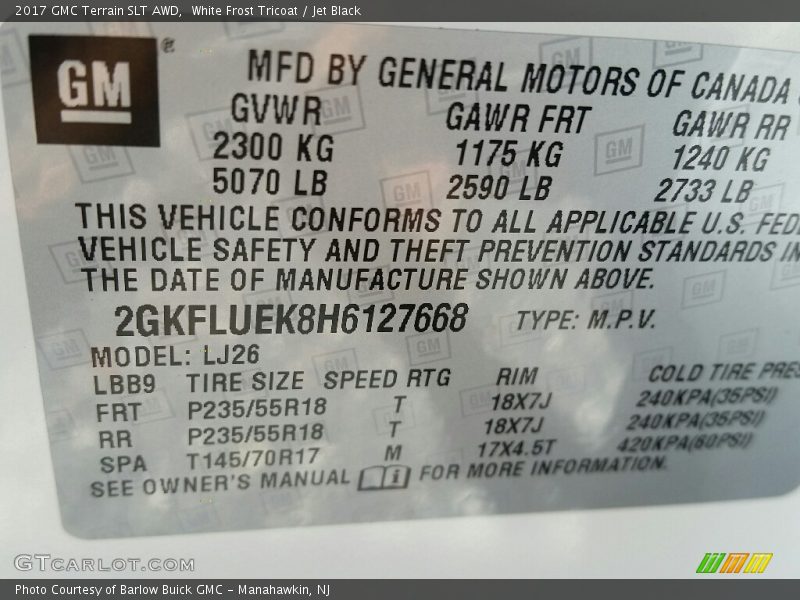 2017 GMC Terrain SLT AWD, White Frost Tricoat / Jet Black
GM ®
MFD BY GENERAL MOTORS OF CANADA
GVWR GAWR FRT GAWR RR
2300 KG 1175 KG 1240 KG
5070 LB 2590 LB 2733 LB
THIS VEHICLE CONFORMS TO ALL APPLICABLE U.S. FEDE
VEHICLE SAFETY AND THEFT PREVENTION STANDARDS IN
THE DATE OF MANUFACTURE SHOWN ABOVE.
2GKFLUEK8H6127668 TYPE: M.P.V.
MODEL: LJ26
LBB9 TIRE SIZE SPEED RTG RIM COLD TIRE PRES
FRT P235/55R18 T 18X7J 240KPA(35PSI)
RR P235/55R18 T 18X7J 240KPA(35PSI)
SPA T145/70R17 M 17X4.5T 420KPA(60PSI)
SEE OWNER'S MANUAL i FOR MORE INFORMATION.
GTCARLOT.COM
Photo Courtesy of Barlow Buick GMC - Manahawkin, NJ